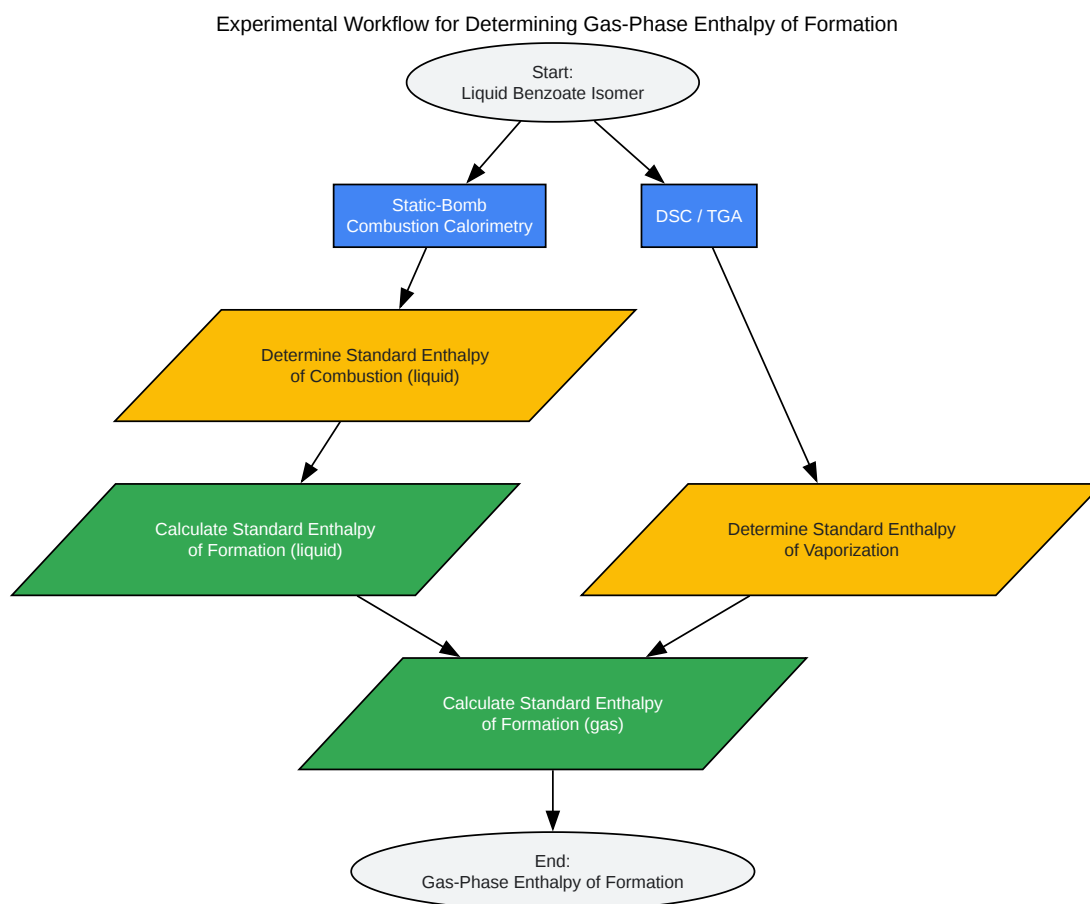 Experimental Workflow for Determining Gas-Phase Enthalpy of Formation
Start:
Liquid Benzoate Isomer
Static-Bomb
Combustion Calorimetry
DSC / TGA
Determine Standard Enthalpy
of Combustion (liquid)
Calculate Standard Enthalpy
of Formation (liquid)
Determine Standard Enthalpy
of Vaporization
Calculate Standard Enthalpy
of Formation (gas)
End:
Gas-Phase Enthalpy of Formation